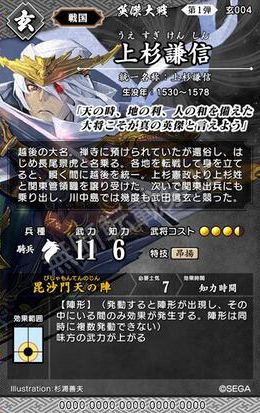 玄
戦国
英傑大戦
第1弾
玄004
うえすぎけんしん
上杉謙信
統一名称：上杉謙信
生没年：1530～1578
「天の時、地の利、人の和を備えた
大将こそが真の英傑と言えよう」
越後の大名。禅寺に預けられていたが還俗し、は
じめ長尾景虎と名乗る。各地を転戦して身を立て
ると、瞬く間に越後を統一。上杉憲政より上杉姓
と関東管領職を譲り受けた。次いで関東出兵にも
乗り出し、川中島では幾度も武田信玄と競った。
兵種 武力 知力 武将コスト
騎兵 11 6 特技 昂揚
びしゃもんてんのじん
毘沙門天の陣
必要士気 7
効果時間 知力時間
効果範囲
【陣形】（発動すると陣形が出現し、その
中にいる間のみ効果が発生する。陣形は同
時に複数発動できない）
味方の武力が上がる
Illustration:杉浦善夫
©SEGA
0000-0000-0000-0000-0000